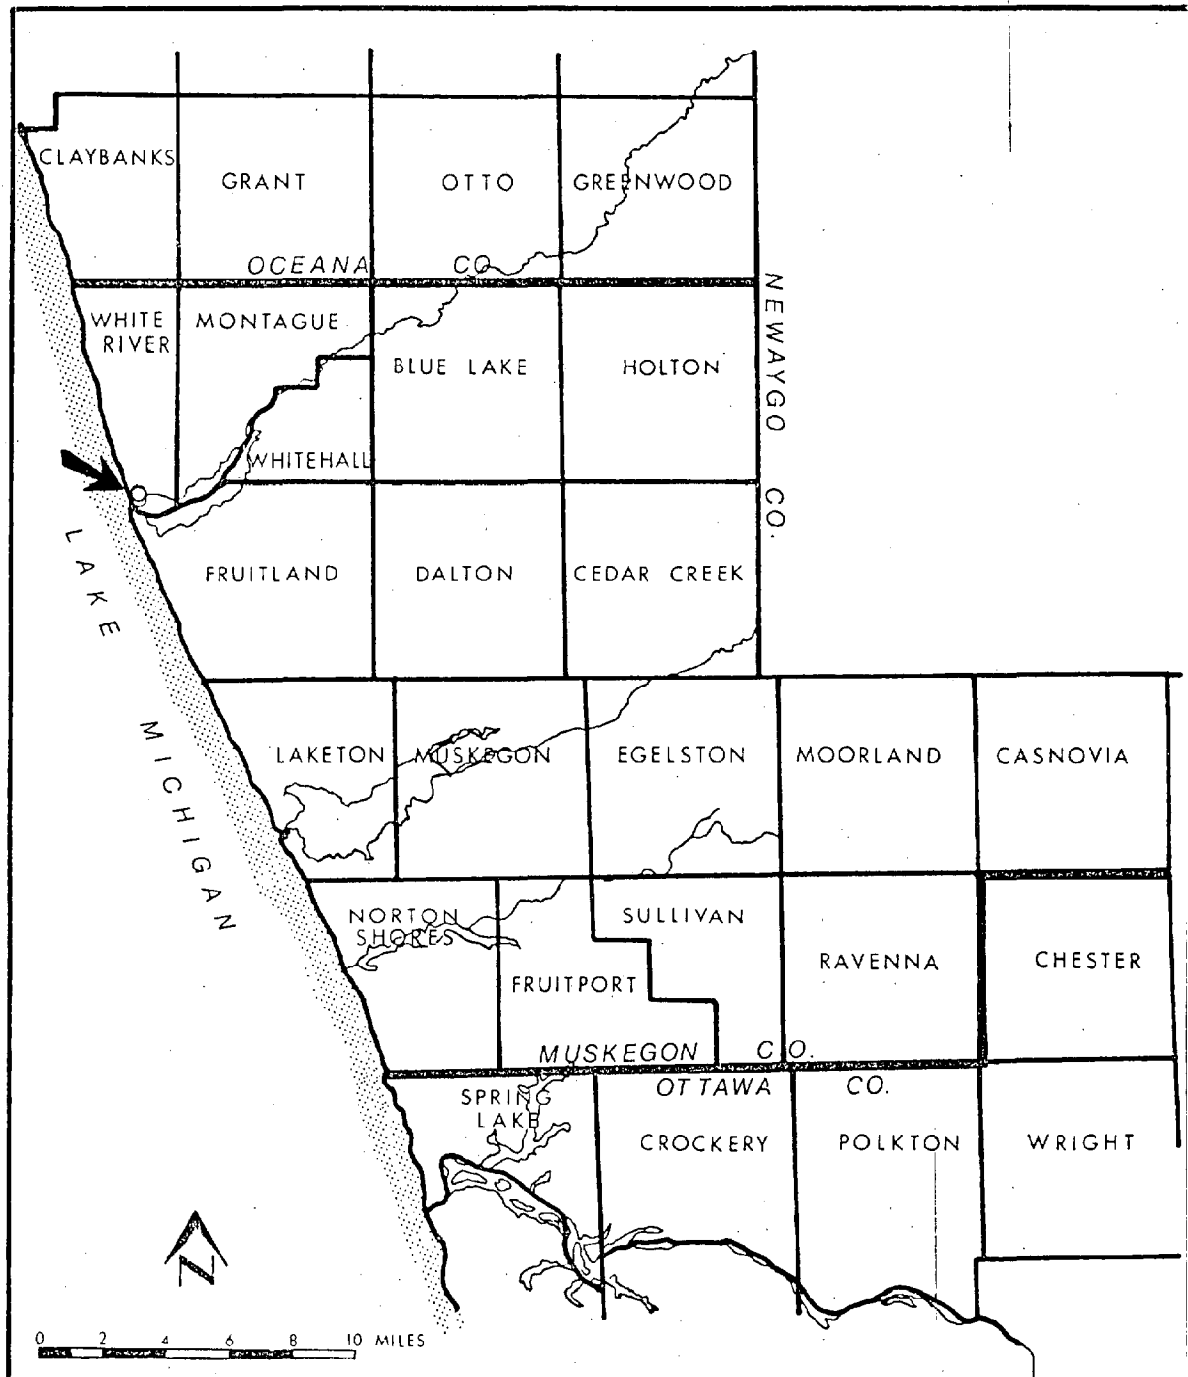 CLAYBANKS
GRANT
OTTO
GREENWOOD
OCEANA CO
WHITE
RIVER
MONTAGUE
BLUE LAKE
HOLTON
NEWAYGO CO.
WHITEHALL
LAKE MICHIGAN
FRUITLAND
DALTON
CEDAR CREEK
LAKETON
MUSKEGON
EGELSTON
MOORLAND
CASNOVIA
NORTON
SHORES
SULLIVAN
FRUITPORT
RAVENNA
CHESTER
MUSKEGON CO.
OTTAWA CO.
SPRING
LAKE
CROCKERY
POLKTON
WRIGHT
N
0 2 4 6 8 10 MILES